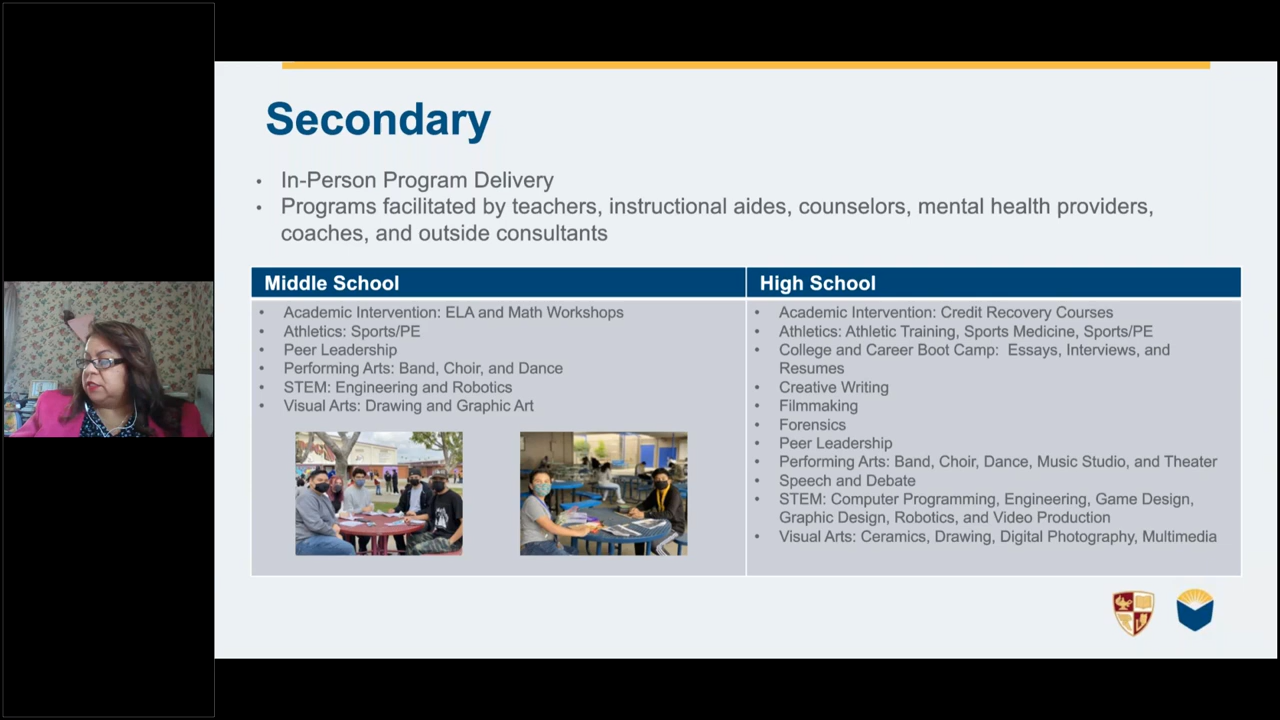 Secondary
• In-Person Program Delivery
• Programs facilitated by teachers, instructional aides, counselors, mental health providers,
coaches, and outside consultants
Middle School
• Academic Intervention: ELA and Math Workshops
• Athletics: Sports/PE
• Peer Leadership
• Performing Arts: Band, Choir, and Dance
• STEM: Engineering and Robotics
• Visual Arts: Drawing and Graphic Art
High School
• Academic Intervention: Credit Recovery Courses
• Athletics: Athletic Training, Sports Medicine, Sports/PE
• College and Career Boot Camp: Essays, Interviews, and
Resumes
• Creative Writing
• Filmmaking
• Forensics
• Peer Leadership
• Performing Arts: Band, Choir, Dance, Music Studio, and Theater
• Speech and Debate
• STEM: Computer Programming, Engineering, Game Design,
Graphic Design, Robotics, and Video Production
• Visual Arts: Ceramics, Drawing, Digital Photography, Multimedia